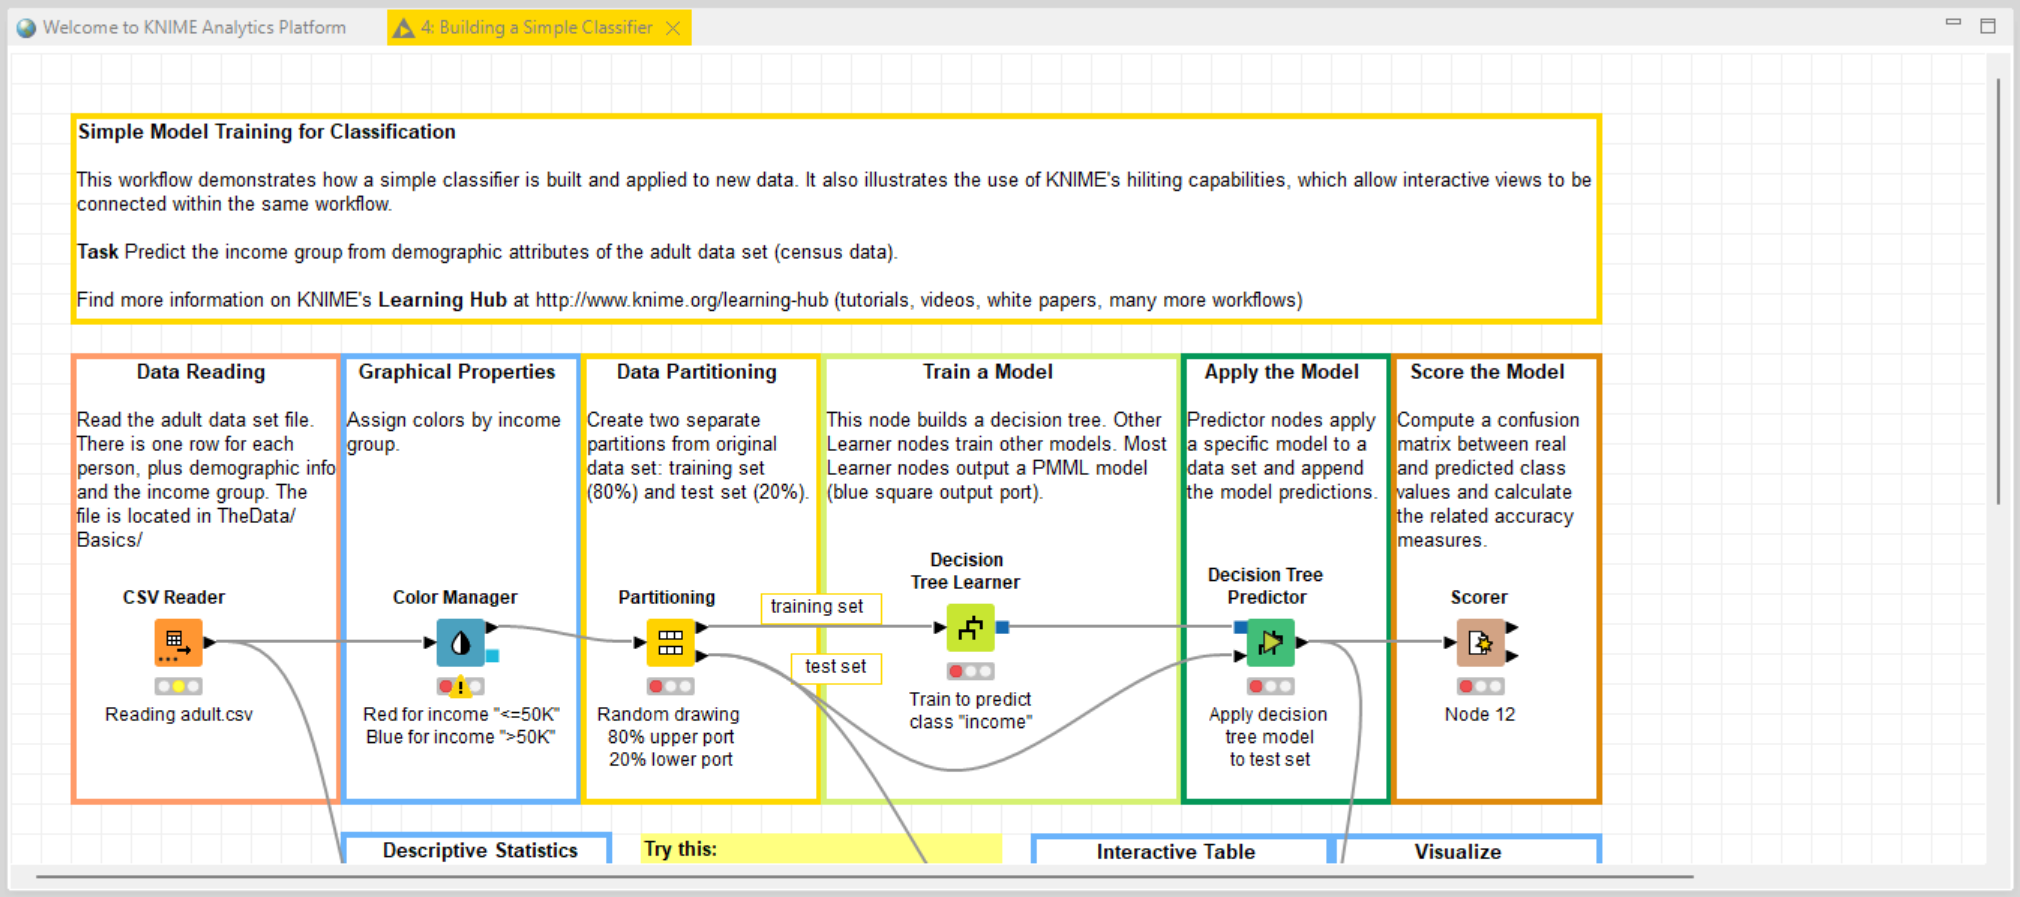 Welcome to KNIME Analytics Platform
4: Building a Simple Classifier
Simple Model Training for Classification
This workflow demonstrates how a simple classifier is built and applied to new data. It also illustrates the use of KNIME's hiliting capabilities, which allow interactive views to be
connected within the same workflow.
Task Predict the income group from demographic attributes of the adult data set (census data).
Find more information on KNIME's Learning Hub at http://www.knime.org/learning-hub (tutorials, videos, white papers, many more workflows)
Data Reading
Read the adult data set file.
There is one row for each
person, plus demographic info
and the income group. The
file is located in TheData/
Basics/
CSV Reader
Reading adult.csv
Graphical Properties
Assign colors by income
group.
Color Manager
Red for income "<=50K"
Blue for income ">50K"
Data Partitioning
Create two separate
partitions from original
data set: training set
(80%) and test set (20%).
Partitioning
Random drawing
80% upper port
20% lower port
training set
test set
Train a Model
This node builds a decision tree. Other
Learner nodes train other models. Most
Learner nodes output a PMML model
(blue square output port).
Decision
Tree Learner
Train to predict
class "income"
Apply the Model
Predictor nodes apply
a specific model to a
data set and append
the model predictions.
Decision Tree
Predictor
Apply decision
tree model
to test set
Score the Model
Compute a confusion
matrix between real
and predicted class
values and calculate
the related accuracy
measures.
Scorer
Node 12
Descriptive Statistics
Try this:
Interactive Table
Visualize